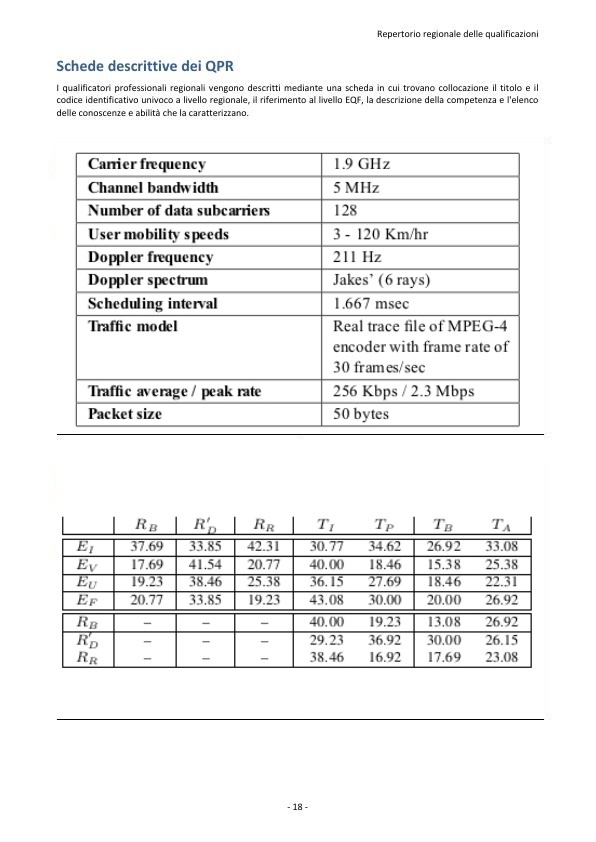 Repertorio regionale delle qualificazioni
Schede descrittive dei QPR
I qualificatori professionali regionali vengono descritti mediante una scheda in cui trovano collocazione il titolo e il
codice identificativo univoco a livello regionale, il riferimento al livello EQF, la descrizione della competenza e l'elenco
delle conoscenze e abilità che la caratterizzano.
Carrier frequency 1.9 GHz
Channel bandwidth 5 MHz
Number of data subcarriers 128
User mobility speeds 3 - 120 Km/hr
Doppler frequency 211 Hz
Doppler spectrum Jakes' (6 rays)
Scheduling interval 1.667 msec
Traffic model Real trace file of MPEG-4
encoder with frame rate of
30 frames/sec
Traffic average / peak rate 256 Kbps / 2.3 Mbps
Packet size 50 bytes
R_B R'_D R_R T_I T_P T_B T_A
E_I 37.69 33.85 42.31 30.77 34.62 26.92 33.08
E_V 17.69 41.54 20.77 40.00 18.46 15.38 25.38
E_U 19.23 38.46 25.38 36.15 27.69 18.46 22.31
E_F 20.77 33.85 19.23 43.08 30.00 20.00 26.92
R_B – – – 40.00 19.23 13.08 26.92
R'_D – – – 29.23 36.92 30.00 26.15
R_R – – – 38.46 16.92 17.69 23.08
- 18 -